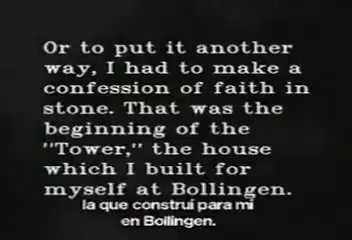 Or to put it another
way, I had to make a
confession of faith in
stone. That was the
beginning of the
"Tower," the house
which I built for
myself at Bollingen.
la que construí para mí
en Bollingen.